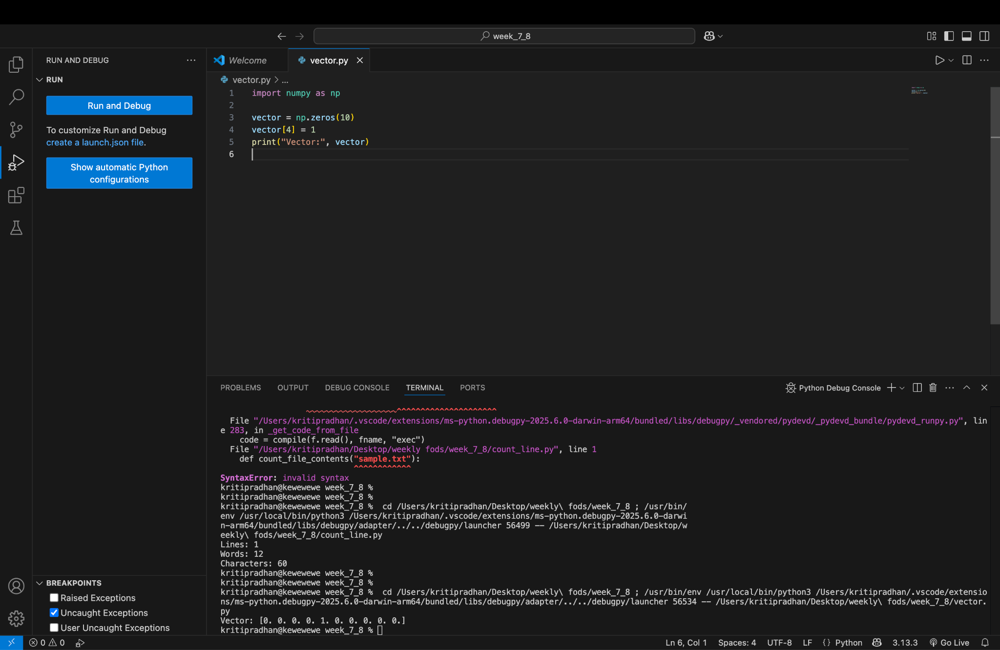 week_7_8
RUN AND DEBUG
RUN
Run and Debug
To customize Run and Debug
create a launch.json file.
Show automatic Python
configurations
BREAKPOINTS
Raised Exceptions
Uncaught Exceptions
User Uncaught Exceptions
Welcome
vector.py
vector.py > ...
1 import numpy as np
2
3 vector = np.zeros(10)
4 vector[4] = 1
5 print("Vector:", vector)
6
PROBLEMS OUTPUT DEBUG CONSOLE TERMINAL PORTS
Python Debug Console
~~~~~~~~~~~~~~~~~~~^^^^^^^^^^^^^^^^^^^^^
File "/Users/kritipradhan/.vscode/extensions/ms-python.debugpy-2025.6.0-darwin-arm64/bundled/libs/debugpy/_vendored/pydevd/_pydevd_bundle/pydevd_runpy.py", lin
e 283, in _get_code_from_file
code = compile(f.read(), fname, "exec")
File "/Users/kritipradhan/Desktop/weekly fods/week_7_8/count_line.py", line 1
def count_file_contents("sample.txt"):
^^^^^^^^^^^^
SyntaxError: invalid syntax
kritipradhan@kewewewe week_7_8 %
kritipradhan@kewewewe week_7_8 %
kritipradhan@kewewewe week_7_8 % cd /Users/kritipradhan/Desktop/weekly\ fods/week_7_8 ; /usr/bin/
env /usr/local/bin/python3 /Users/kritipradhan/.vscode/extensions/ms-python.debugpy-2025.6.0-darwi
n-arm64/bundled/libs/debugpy/adapter/../../debugpy/launcher 56499 -- /Users/kritipradhan/Desktop/w
eekly\ fods/week_7_8/count_line.py
Lines: 1
Words: 12
Characters: 60
kritipradhan@kewewewe week_7_8 %
kritipradhan@kewewewe week_7_8 %
kritipradhan@kewewewe week_7_8 % cd /Users/kritipradhan/Desktop/weekly\ fods/week_7_8 ; /usr/bin/env /usr/local/bin/python3 /Users/kritipradhan/.vscode/extensio
ns/ms-python.debugpy-2025.6.0-darwin-arm64/bundled/libs/debugpy/adapter/../../debugpy/launcher 56534 -- /Users/kritipradhan/Desktop/weekly\ fods/week_7_8/vector.
py
Vector: [0. 0. 0. 0. 1. 0. 0. 0. 0. 0.]
kritipradhan@kewewewe week_7_8 %
0 0 Ln 6, Col 1 Spaces: 4 UTF-8 LF {} Python 3.13.3 Go Live